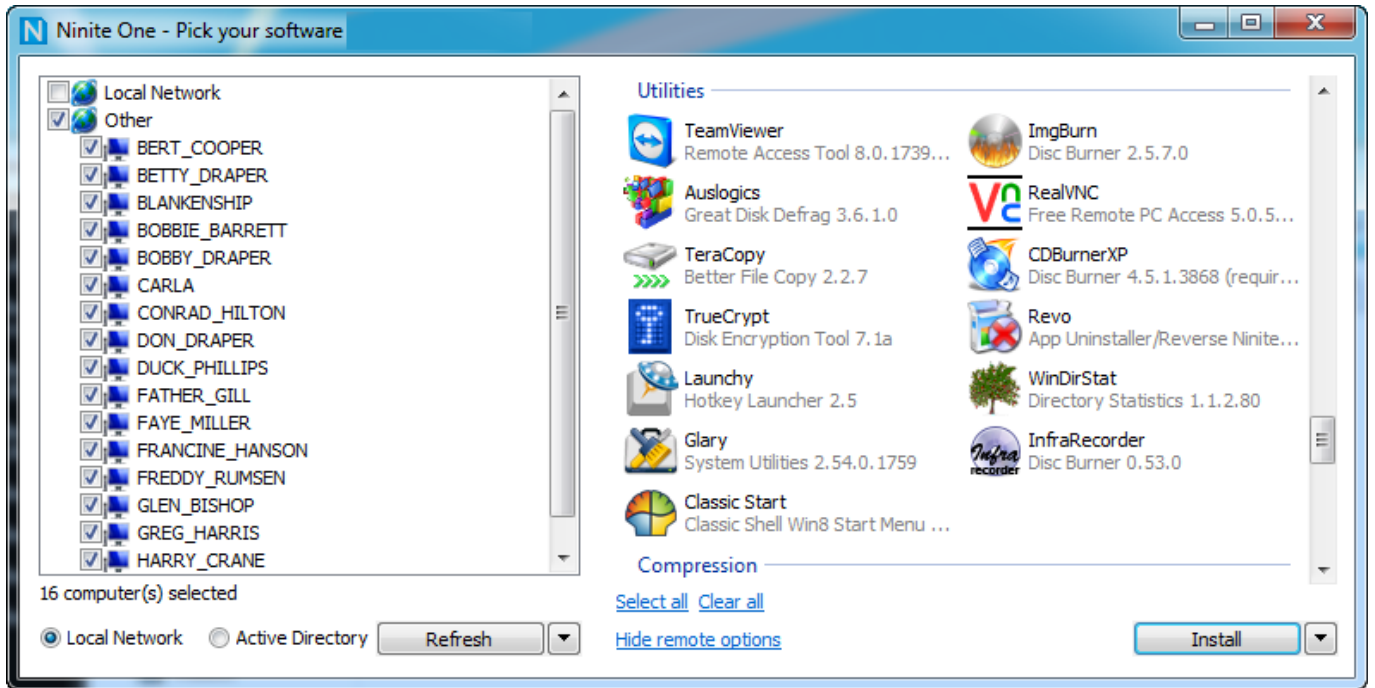 Ninite One - Pick your software
Local Network
Other
BERT_COOPER
BETTY_DRAPER
BLANKENSHIP
BOBBIE_BARRETT
BOBBY_DRAPER
CARLA
CONRAD_HILTON
DON_DRAPER
DUCK_PHILLIPS
FATHER_GILL
FAYE_MILLER
FRANCINE_HANSON
FREDDY_RUMSEN
GLEN_BISHOP
GREG_HARRIS
HARRY_CRANE
16 computer(s) selected
Local Network
Active Directory
Refresh
Utilities
TeamViewer
Remote Access Tool 8.0.1739...
ImgBurn
Disc Burner 2.5.7.0
Auslogics
Great Disk Defrag 3.6.1.0
RealVNC
Free Remote PC Access 5.0.5...
TeraCopy
Better File Copy 2.2.7
CDBurnerXP
Disc Burner 4.5.1.3868 (requir...
TrueCrypt
Disk Encryption Tool 7.1a
Revo
App Uninstaller/Reverse Ninite...
Launchy
Hotkey Launcher 2.5
WinDirStat
Directory Statistics 1.1.2.80
Glary
System Utilities 2.54.0.1759
Infra
recorder
InfraRecorder
Disc Burner 0.53.0
Classic Start
Classic Shell Win8 Start Menu ...
Compression
Select all Clear all
Hide remote options
Install